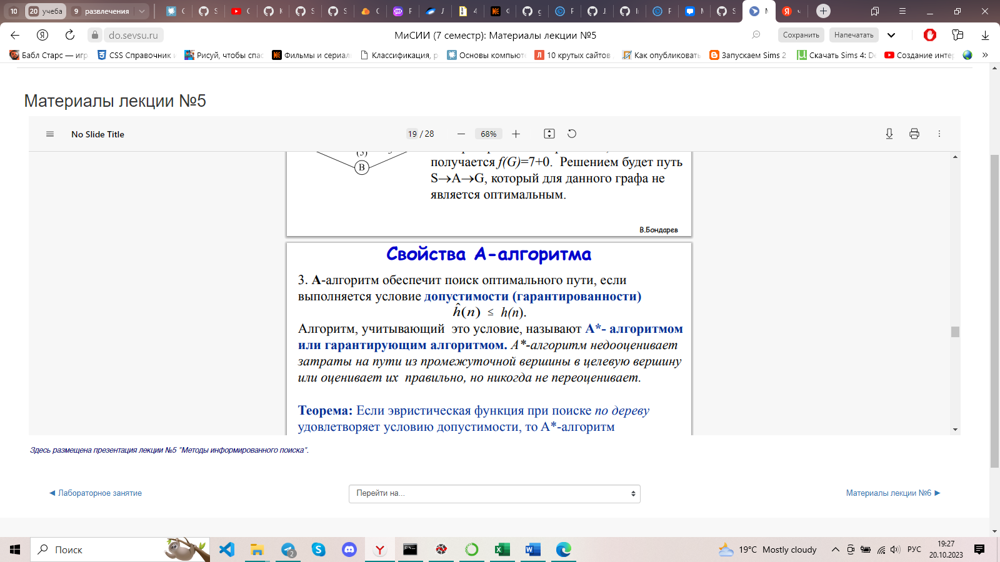 10 20 учеба 9 развлечения
do.sevsu.ru МиСИИ (7 семестр): Материалы лекции №5 Сохранить Напечатать
Бабл Старс — игр CSS Справочник Рисуй, чтобы спас Фильмы и сериал Классификация, р Основы компьюте 10 крутых сайтов Как опубликовать Запускаем Sims 2 Скачать Sims 4: De Создание интер
Материалы лекции №5
No Slide Title 19 / 28 68%
(3)
B
получается f(G)=7+0. Решением будет путь
S→A→G, который для данного графа не
является оптимальным.
В.Бондарев
Свойства А-алгоритма
3. А-алгоритм обеспечит поиск оптимального пути, если
выполняется условие допустимости (гарантированности)
ĥ(n) ≤ h(n).
Алгоритм, учитывающий это условие, называют А*- алгоритмом
или гарантирующим алгоритмом. А*-алгоритм недооценивает
затраты на пути из промежуточной вершины в целевую вершину
или оценивает их правильно, но никогда не переоценивает.
Теорема: Если эвристическая функция при поиске по дереву
удовлетворяет условию допустимости, то А*-алгоритм
Здесь размещена презентация лекции №5 "Методы информированного поиска".
◄ Лабораторное занятие
Перейти на...
Материалы лекции №6 ►
Поиск
2
19°C Mostly cloudy
РУС
19:27
20.10.2023